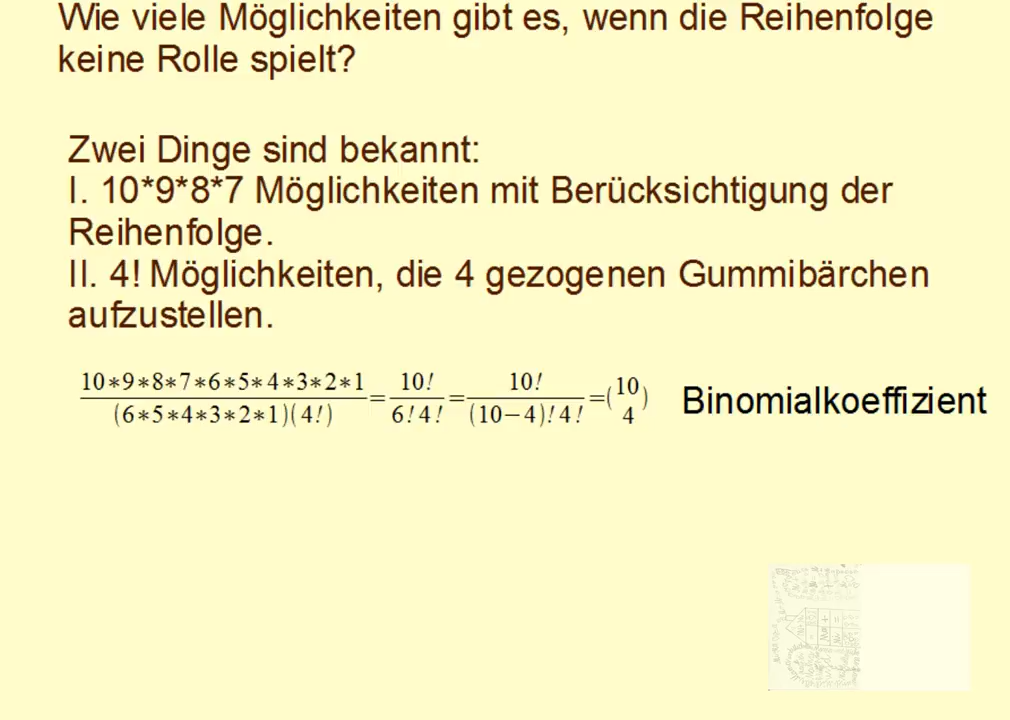 Wie viele Möglichkeiten gibt es, wenn die Reihenfolge
keine Rolle spielt?
Zwei Dinge sind bekannt:
I. 10*9*8*7 Möglichkeiten mit Berücksichtigung der
Reihenfolge.
II. 4! Möglichkeiten, die 4 gezogenen Gummibärchen
aufzustellen.
10*9*8*7*6*5*4*3*2*1/(6*5*4*3*2*1)(4!) = 10!/6!4! = 10!/(10−4)!4! = (10 4) Binomialkoeffizient